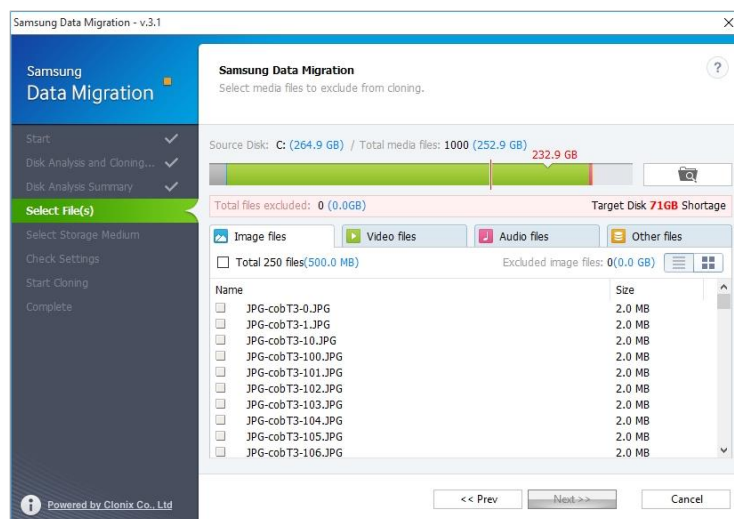 Samsung Data Migration - v.3.1
Samsung
Data Migration
Samsung Data Migration
Select media files to exclude from cloning.
?
Start
Disk Analysis and Cloning...
Disk Analysis Summary
Select File(s)
Select Storage Medium
Check Settings
Start Cloning
Complete
Source Disk: C: (264.9 GB) / Total media files: 1000 (252.9 GB)
232.9 GB
Total files excluded: 0 (0.0GB) Target Disk 71GB Shortage
Image files Video files Audio files Other files
Total 250 files(500.0 MB) Excluded image files: 0(0.0 GB)
Name Size
JPG-cobT3-0.JPG 2.0 MB
JPG-cobT3-1.JPG 2.0 MB
JPG-cobT3-10.JPG 2.0 MB
JPG-cobT3-100.JPG 2.0 MB
JPG-cobT3-101.JPG 2.0 MB
JPG-cobT3-102.JPG 2.0 MB
JPG-cobT3-103.JPG 2.0 MB
JPG-cobT3-104.JPG 2.0 MB
JPG-cobT3-105.JPG 2.0 MB
JPG-cobT3-106.JPG 2.0 MB
Powered by Clonix Co., Ltd
<< Prev Next >> Cancel